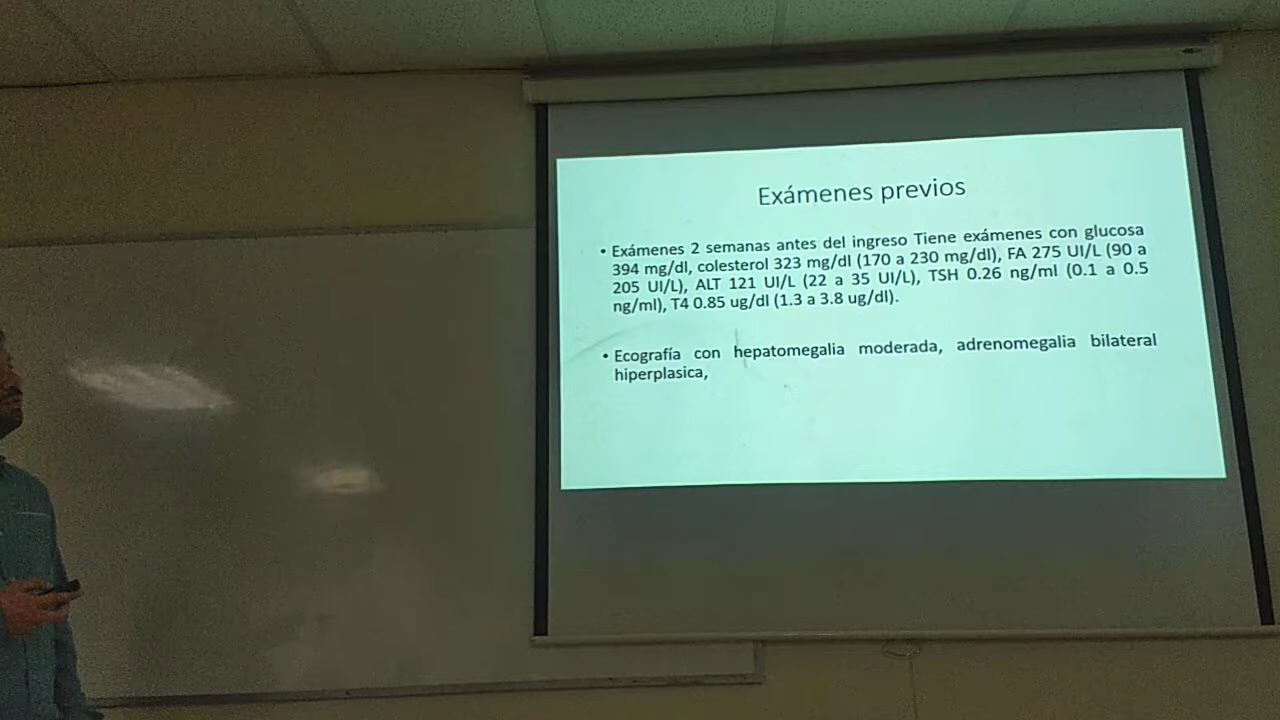 Exámenes previos
• Exámenes 2 semanas antes del ingreso Tiene exámenes con glucosa
394 mg/dl, colesterol 323 mg/dl (170 a 230 mg/dl), FA 275 UI/L (90 a
205 UI/L), ALT 121 UI/L (22 a 35 UI/L), TSH 0.26 ng/ml (0.1 a 0.5
ng/ml), T4 0.85 ug/dl (1.3 a 3.8 ug/dl).
• Ecografía con hepatomegalia moderada, adrenomegalia bilateral
hiperplasica,